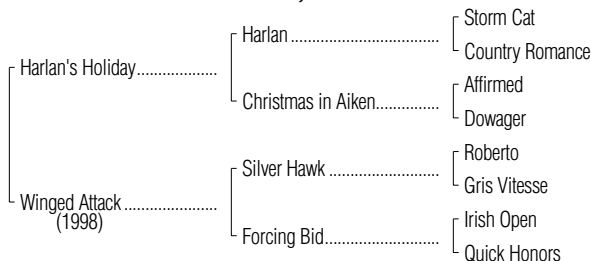 Storm Cat
Harlan ................................
Country Romance
Harlan's Holiday..................
Affirmed
Christmas in Aiken..............
Dowager
Roberto
Silver Hawk ........................
Gris Vitesse
Winged Attack .....................
(1998)
Irish Open
Forcing Bid.........................
Quick Honors